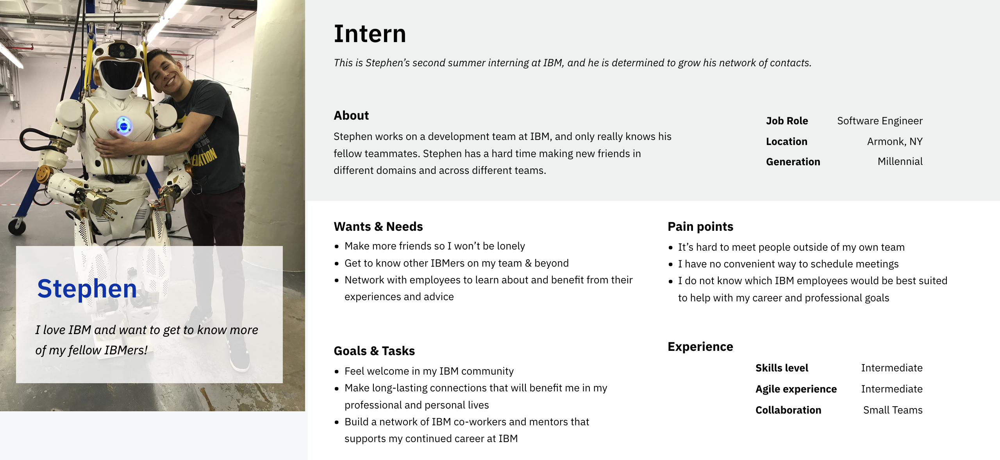 Intern
This is Stephen’s second summer interning at IBM, and he is determined to grow his network of contacts.
About
Stephen works on a development team at IBM, and only really knows his
fellow teammates. Stephen has a hard time making new friends in
different domains and across different teams.
Job Role Software Engineer
Location Armonk, NY
Generation Millennial
NASA
2015
Stephen
I love IBM and want to get to know more
of my fellow IBMers!
Wants & Needs
• Make more friends so I won’t be lonely
• Get to know other IBMers on my team & beyond
• Network with employees to learn about and benefit from their
experiences and advice
Pain points
• It’s hard to meet people outside of my own team
• I have no convenient way to schedule meetings
• I do not know which IBM employees would be best suited
to help with my career and professional goals
Goals & Tasks
• Feel welcome in my IBM community
• Make long-lasting connections that will benefit me in my
professional and personal lives
• Build a network of IBM co-workers and mentors that
supports my continued career at IBM
Experience
Skills level Intermediate
Agile experience Intermediate
Collaboration Small Teams